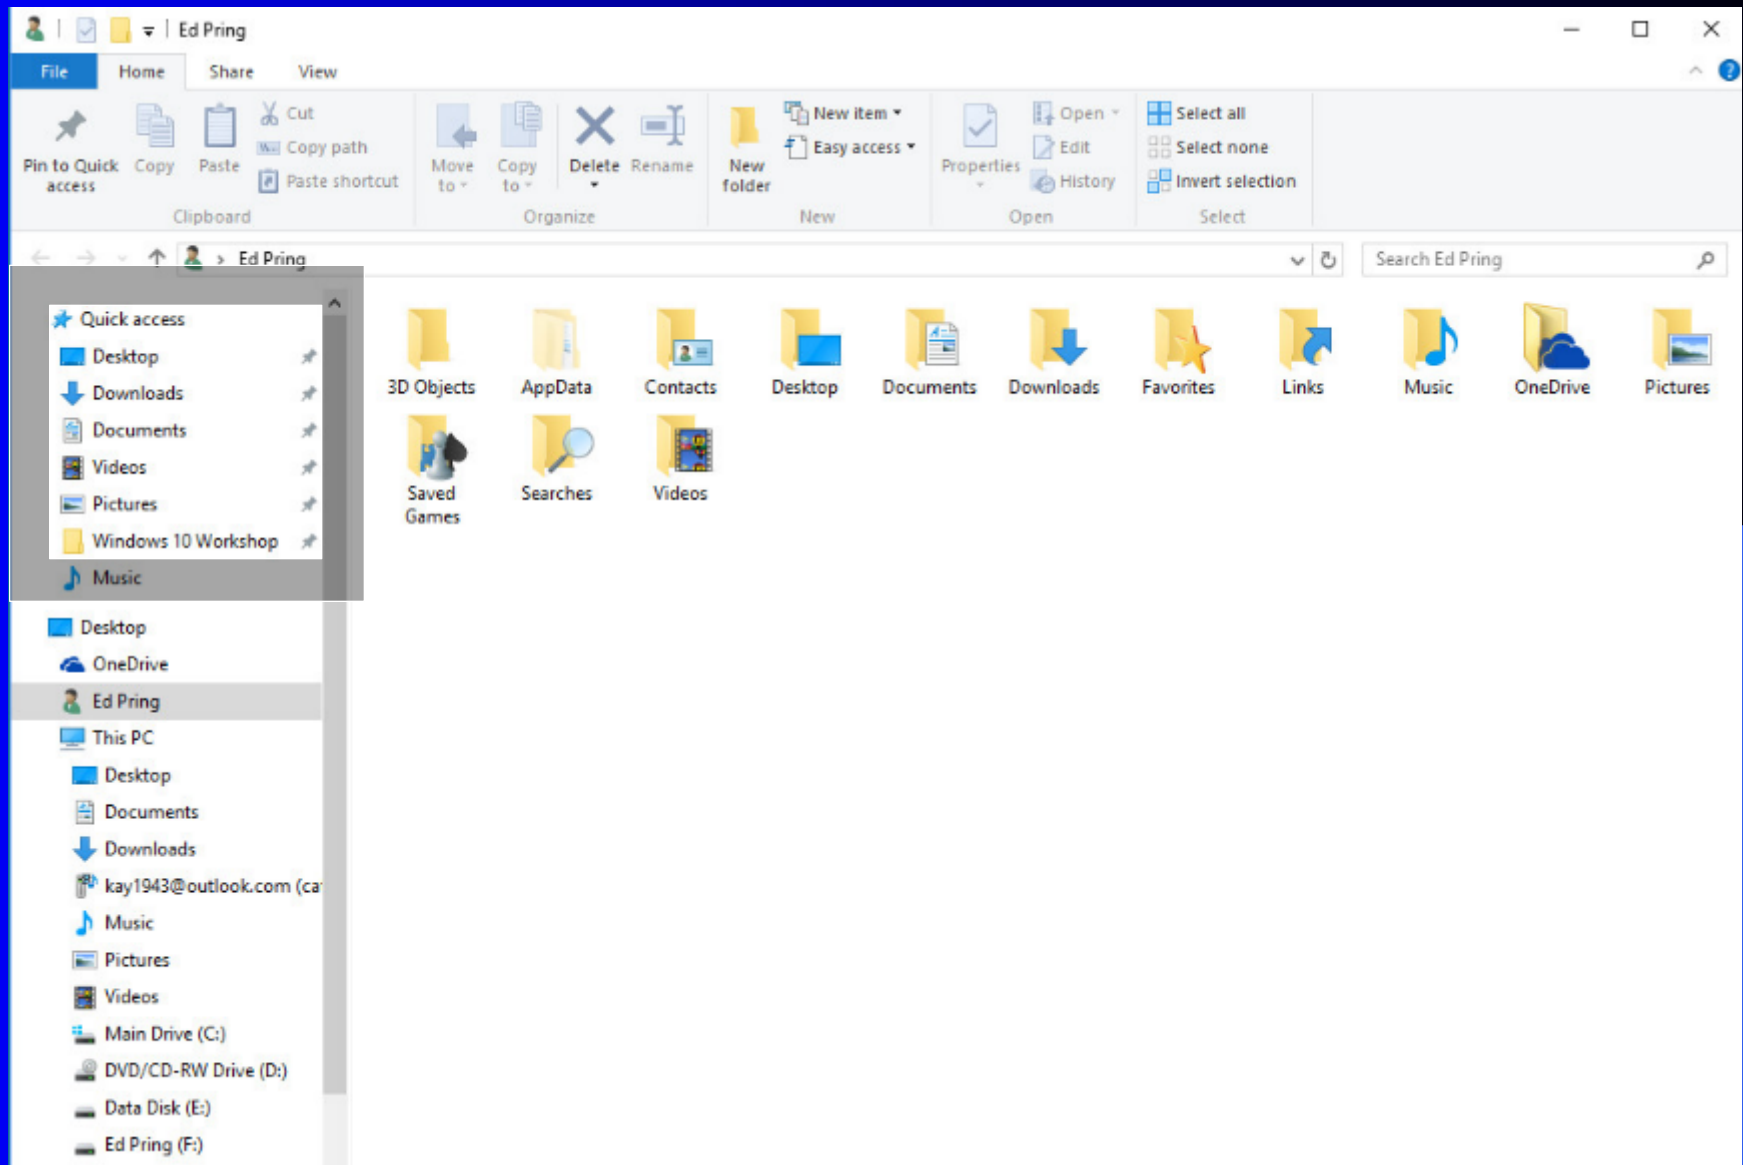 Ed Pring
File Home Share View
Pin to Quick access
Copy
Paste
Cut
Copy path
Paste shortcut
Clipboard
Move to
Copy to
Delete
Rename
Organize
New folder
New item
Easy access
New
Properties
Open
Edit
History
Open
Select all
Select none
Invert selection
Select
Ed Pring
Search Ed Pring
Quick access
Desktop
Downloads
Documents
Videos
Pictures
Windows 10 Workshop
Music
Desktop
OneDrive
Ed Pring
This PC
Desktop
Documents
Downloads
kay1943@outlook.com (ca
Music
Pictures
Videos
Main Drive (C:)
DVD/CD-RW Drive (D:)
Data Disk (E:)
Ed Pring (F:)
3D Objects AppData Contacts Desktop Documents Downloads Favorites Links Music OneDrive Pictures
Saved Games
Searches
Videos